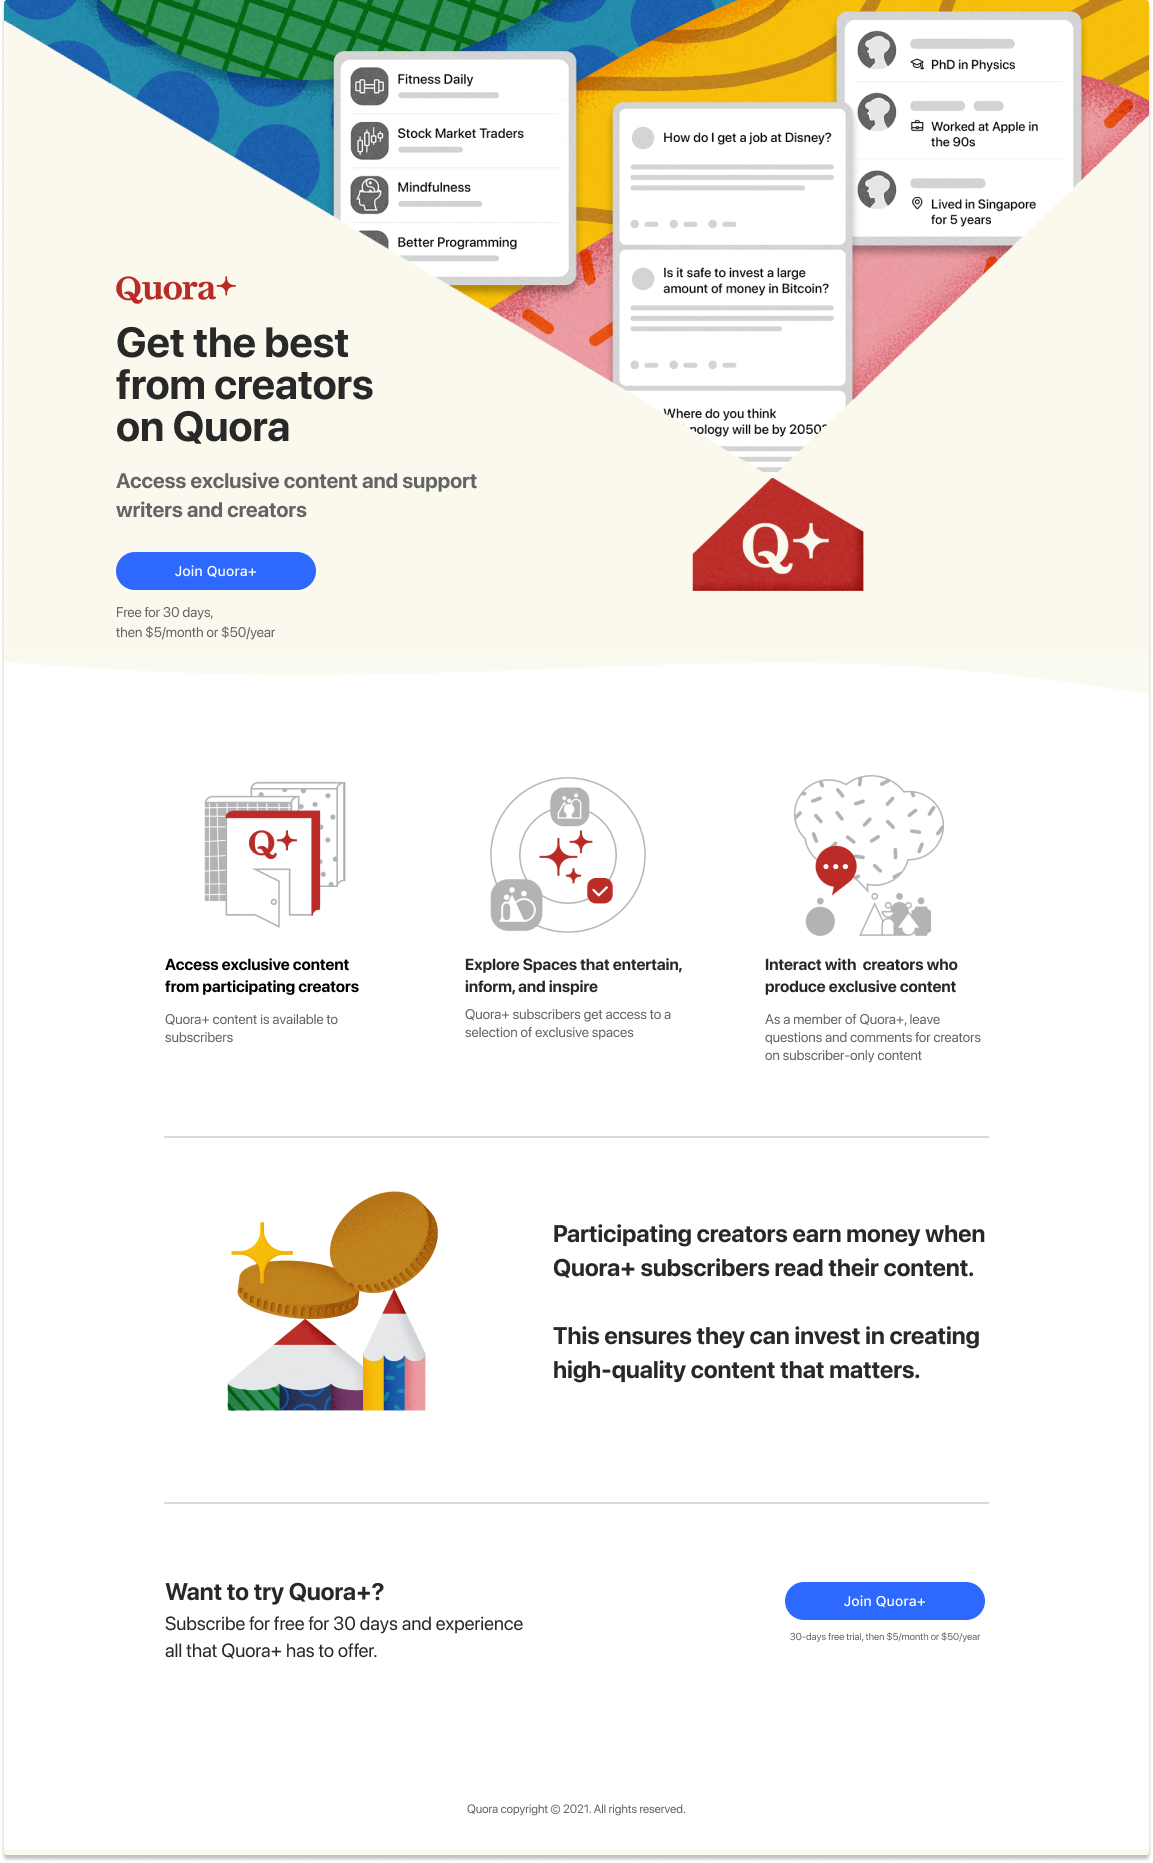 Fitness Daily
Stock Market Traders
Mindfulness
Better Programming
How do I get a job at Disney?
Is it safe to invest a large
amount of money in Bitcoin?
Where do you think
nology will be by 2050?
PhD in Physics
Worked at Apple in
the 90s
Lived in Singapore
for 5 years
Quora+
Get the best
from creators
on Quora
Access exclusive content and support
writers and creators
Join Quora+
Free for 30 days,
then $5/month or $50/year
Q+
Q+
Access exclusive content
from participating creators
Quora+ content is available to
subscribers
Explore Spaces that entertain,
inform, and inspire
Quora+ subscribers get access to a
selection of exclusive spaces
Interact with  creators who
produce exclusive content
As a member of Quora+, leave
questions and comments for creators
on subscriber-only content
Participating creators earn money when
Quora+ subscribers read their content.
This ensures they can invest in creating
high-quality content that matters.
Want to try Quora+?
Subscribe for free for 30 days and experience
all that Quora+ has to offer.
Join Quora+
30-days free trial, then $5/month or $50/year
Quora copyright © 2021. All rights reserved.